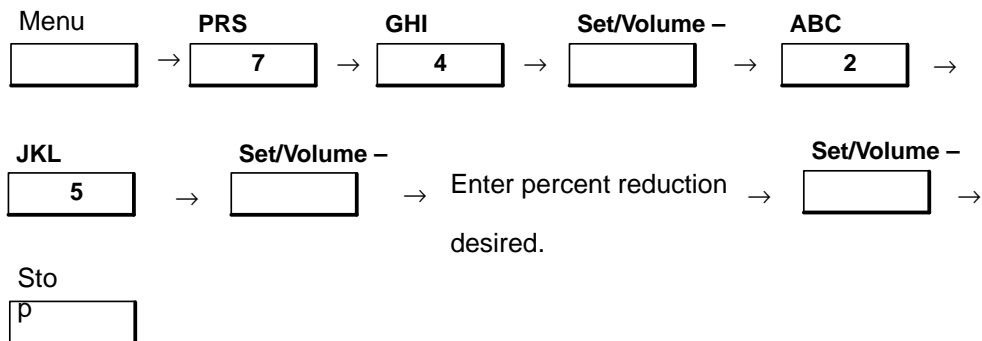 Menu PRS GHI Set/Volume – ABC
→ 7 → 4 → → 2 →
JKL Set/Volume – Set/Volume –
5 → → Enter percent reduction → →
desired.
Sto
p